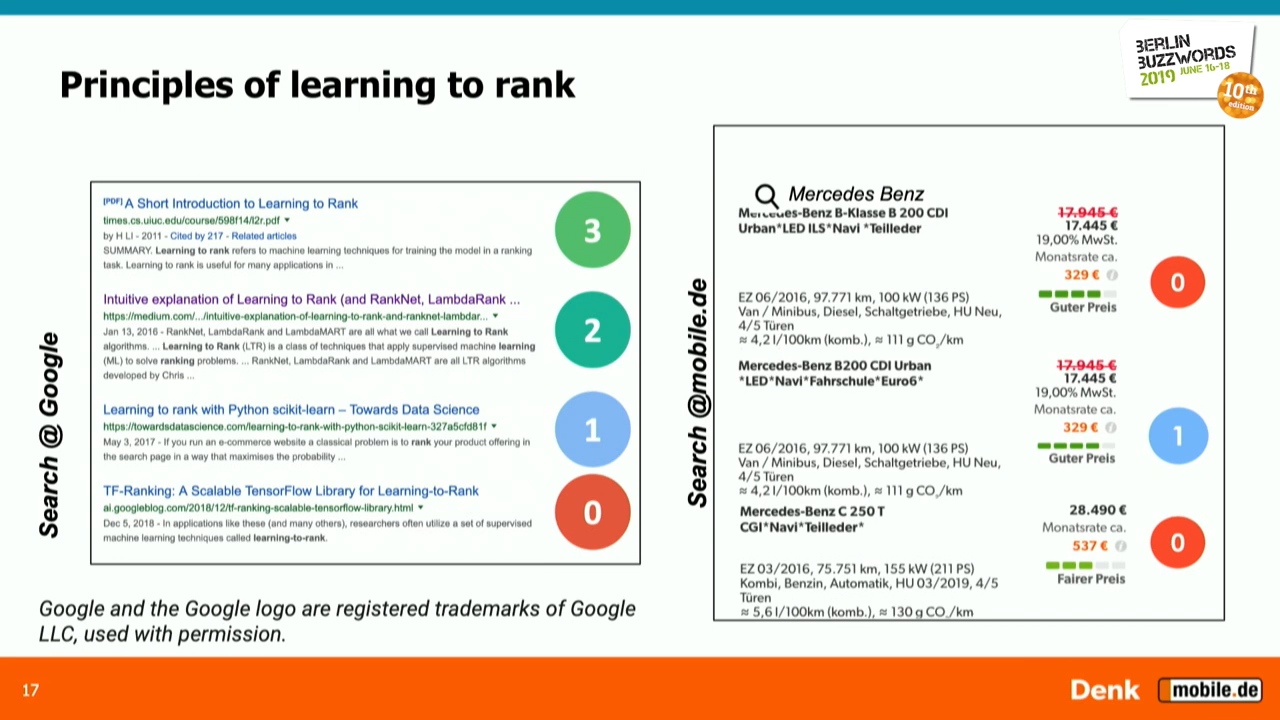 Principles of learning to rank
BERLIN
BUZZWORDS
2019 JUNE 16-18
10th
edition
Search @ Google
[PDF] A Short Introduction to Learning to Rank
times.cs.uiuc.edu/course/598f14/l2r.pdf ▼
by H LI - 2011 - Cited by 217 - Related articles
SUMMARY. Learning to rank refers to machine learning techniques for training the model in a ranking
task. Learning to rank is useful for many applications in ...
3
Intuitive explanation of Learning to Rank (and RankNet, LambdaRank ...
https://medium.com/.../intuitive-explanation-of-learning-to-rank-and-ranknet-lambdar... ▼
Jan 13, 2016 - RankNet, LambdaRank and LambdaMART are all what we call Learning to Rank
algorithms. ... Learning to Rank (LTR) is a class of techniques that apply supervised machine learning
(ML) to solve ranking problems. ... RankNet, LambdaRank and LambdaMART are all LTR algorithms
developed by Chris ...
2
Learning to rank with Python scikit-learn – Towards Data Science
https://towardsdatascience.com/learning-to-rank-with-python-scikit-learn-327a5cfd81f ▼
May 3, 2017 - If you run an e-commerce website a classical problem is to rank your product offering in
the search page in a way that maximises the probability ...
1
TF-Ranking: A Scalable TensorFlow Library for Learning-to-Rank
ai.googleblog.com/2018/12/tf-ranking-scalable-tensorflow-library.html ▼
Dec 5, 2018 - In applications like these (and many others), researchers often utilize a set of supervised
machine learning techniques called learning-to-rank.
0
Google and the Google logo are registered trademarks of Google
LLC, used with permission.
Search @mobile.de
Mercedes Benz
Mercedes-Benz B-Klasse B 200 CDI
Urban*LED ILS*Navi *Teilleder
17.945 €
17.445 €
19,00% MwSt.
Monatsrate ca.
329 €
Guter Preis
0
EZ 06/2016, 97.771 km, 100 kW (136 PS)
Van / Minibus, Diesel, Schaltgetriebe, HU Neu,
4/5 Türen
≈ 4,2 l/100km (komb.), ≈ 111 g CO₂/km
Mercedes-Benz B200 CDI Urban
*LED*Navi*Fahrschule*Euro6*
17.945 €
17.445 €
19,00% MwSt.
Monatsrate ca.
329 €
Guter Preis
1
EZ 06/2016, 97.771 km, 100 kW (136 PS)
Van / Minibus, Diesel, Schaltgetriebe, HU Neu,
4/5 Türen
≈ 4,2 l/100km (komb.), ≈ 111 g CO₂/km
Mercedes-Benz C 250 T
CGI*Navi*Teilleder*
28.490 €
Monatsrate ca.
537 €
Fairer Preis
0
EZ 03/2016, 75.751 km, 155 kW (211 PS)
Kombi, Benzin, Automatik, HU 03/2019, 4/5
Türen
≈ 5,6 l/100km (komb.), ≈ 130 g CO₂/km
17
Denk
mobile.de